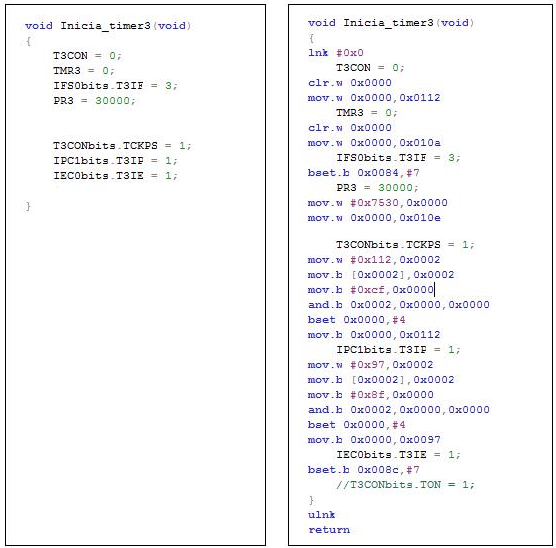 void Inicia_timer3(void)
{
T3CON = 0;
TMR3 = 0;
IFS0bits.T3IF = 3;
PR3 = 30000;
T3CONbits.TCKPS = 1;
IPC1bits.T3IP = 1;
IEC0bits.T3IE = 1;
}
void Inicia_timer3(void)
{
lnk #0x0
T3CON = 0;
clr.w 0x0000
mov.w 0x0000,0x0112
TMR3 = 0;
clr.w 0x0000
mov.w 0x0000,0x010a
IFS0bits.T3IF = 3;
bset.b 0x0084,#7
PR3 = 30000;
mov.w #0x7530,0x0000
mov.w 0x0000,0x010e
T3CONbits.TCKPS = 1;
mov.w #0x112,0x0002
mov.b [0x0002],0x0002
mov.b #0xcf,0x0000
and.b 0x0002,0x0000,0x0000
bset 0x0000,#4
mov.b 0x0000,0x0112
IPC1bits.T3IP = 1;
mov.w #0x97,0x0002
mov.b [0x0002],0x0002
mov.b #0x8f,0x0000
and.b 0x0002,0x0000,0x0000
bset 0x0000,#4
mov.b 0x0000,0x0097
IEC0bits.T3IE = 1;
bset.b 0x008c,#7
//T3CONbits.TON = 1;
}
ulnk
return